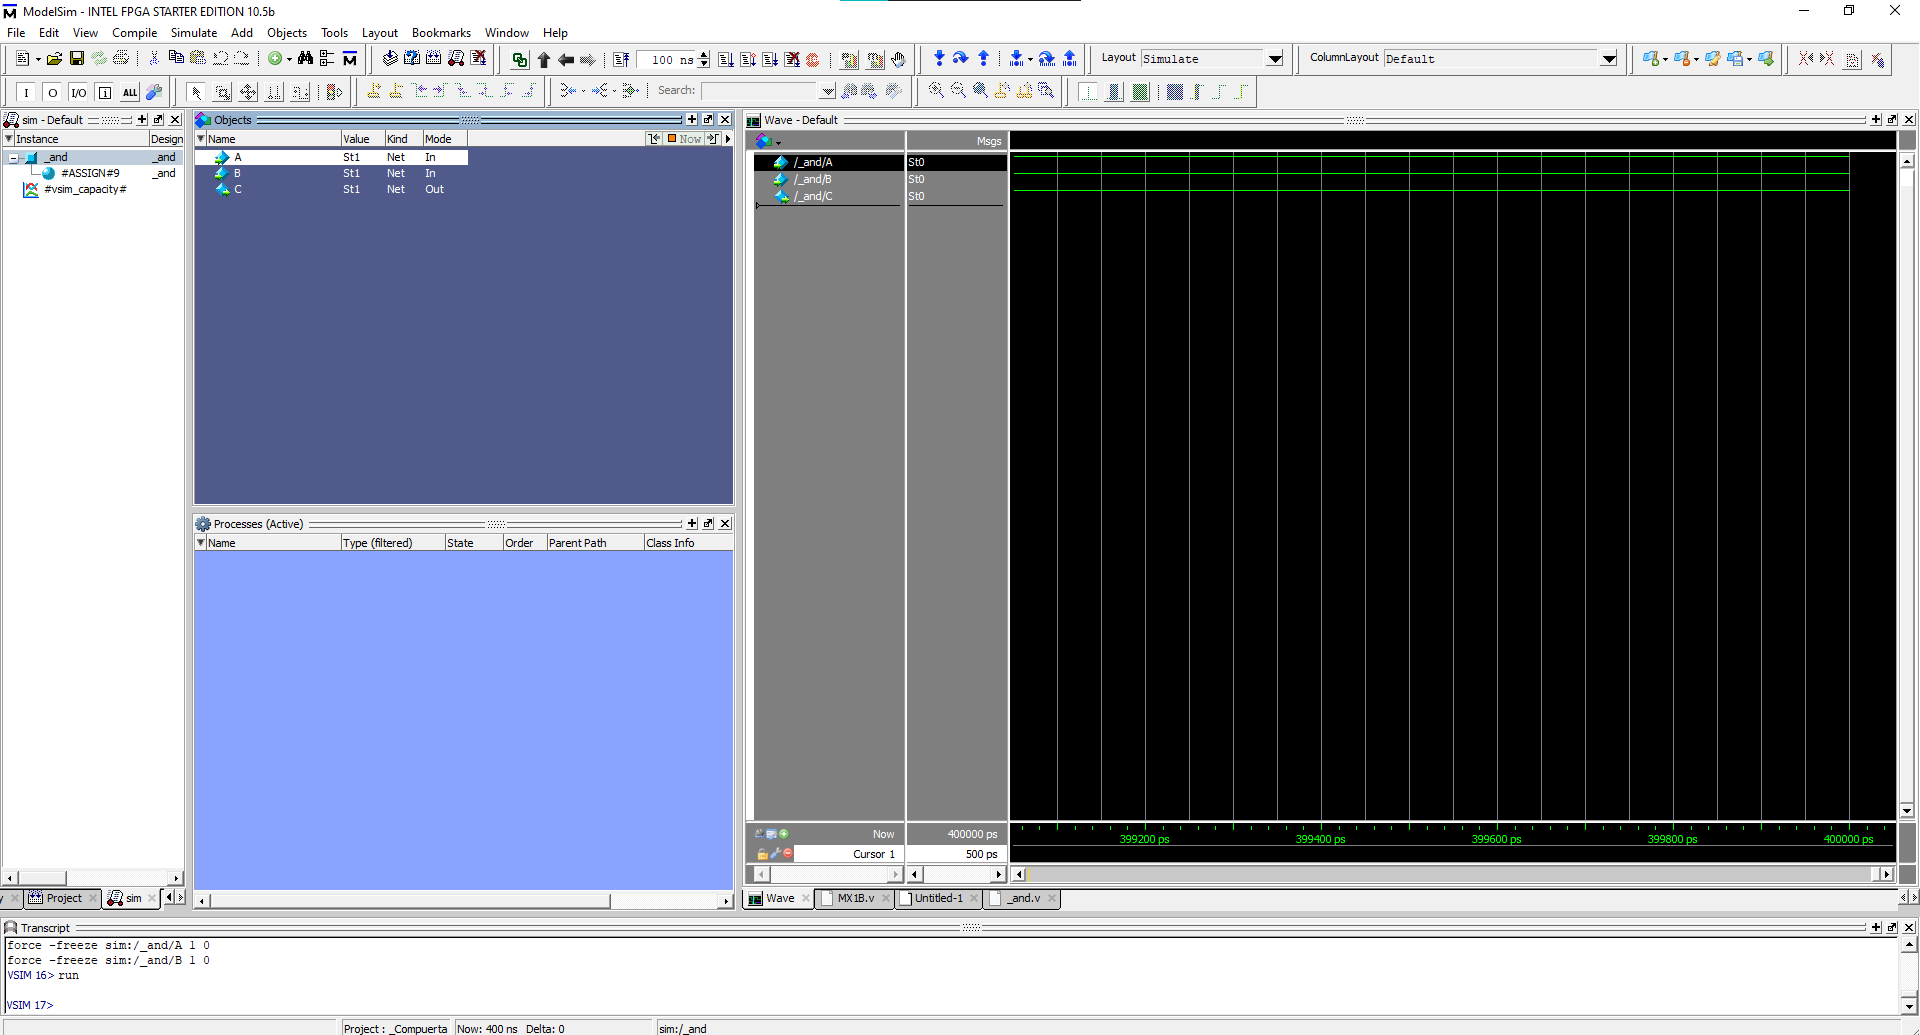 ModelSim - INTEL FPGA STARTER EDITION 10.5b
File Edit View Compile Simulate Add Objects Tools Layout Bookmarks Window Help
100 ns
Layout Simulate
ColumnLayout Default
I O I/O i ALL
Search:
sim - Default
Instance Design
_and _and
#ASSIGN#9 _and
#vsim_capacity#
Objects
Name Value Kind Mode
Now
A St1 Net In
B St1 Net In
C St1 Net Out
Processes (Active)
Name Type (filtered) State Order Parent Path Class Info
Wave - Default
Msgs
/_and/A St0
/_and/B St0
/_and/C St0
Now 400000 ps
Cursor 1 500 ps
399200 ps 399400 ps 399600 ps 399800 ps 400000 ps
Project sim
Wave MX1B.v Untitled-1 _and.v
Transcript
force -freeze sim:/_and/A 1 0
force -freeze sim:/_and/B 1 0
VSIM 16> run
VSIM 17>
Project : _Compuerta Now: 400 ns Delta: 0 sim:/_and